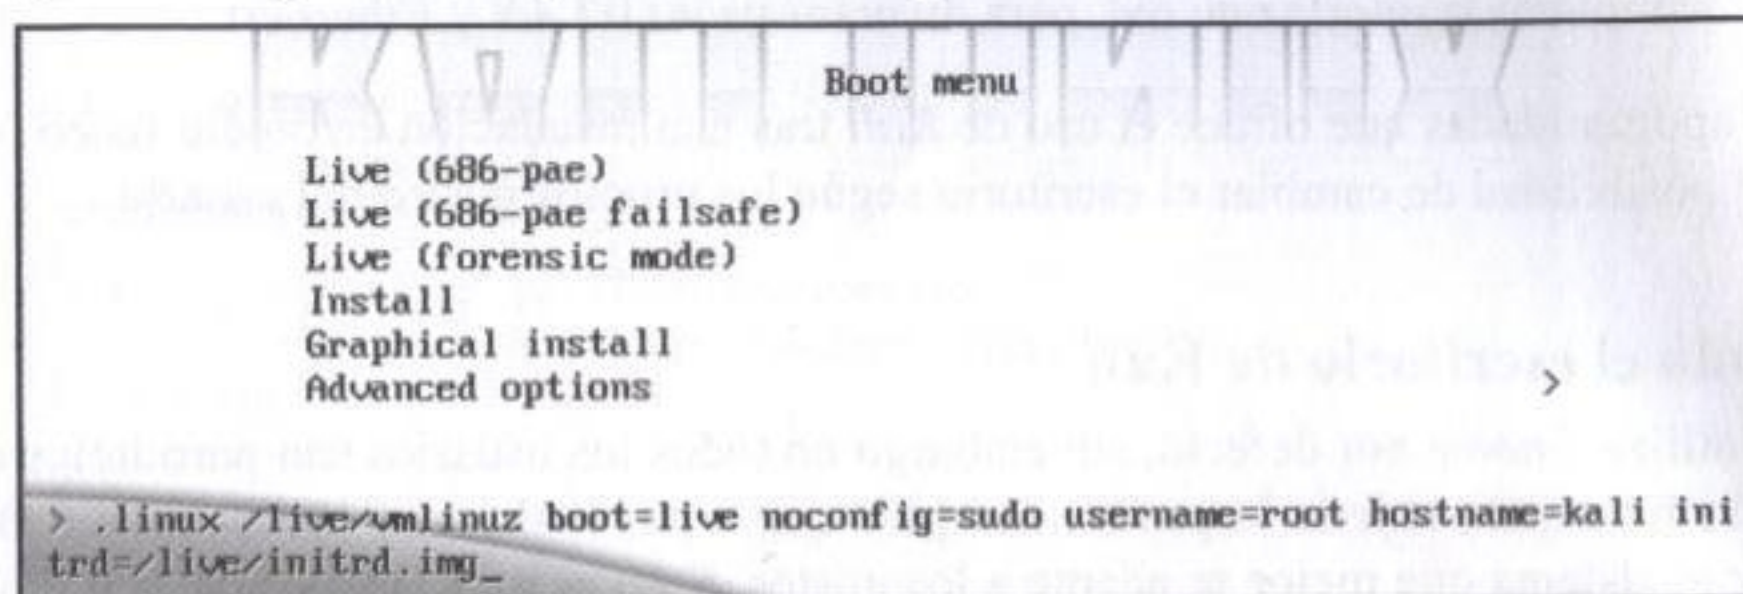 Boot menu
Live (686-pae)
Live (686-pae failsafe)
Live (forensic mode)
Install
Graphical install
Advanced options >
> .linux /live/vmlinuz boot=live noconfig=sudo username=root hostname=kali ini
trd=/live/initrd.img_